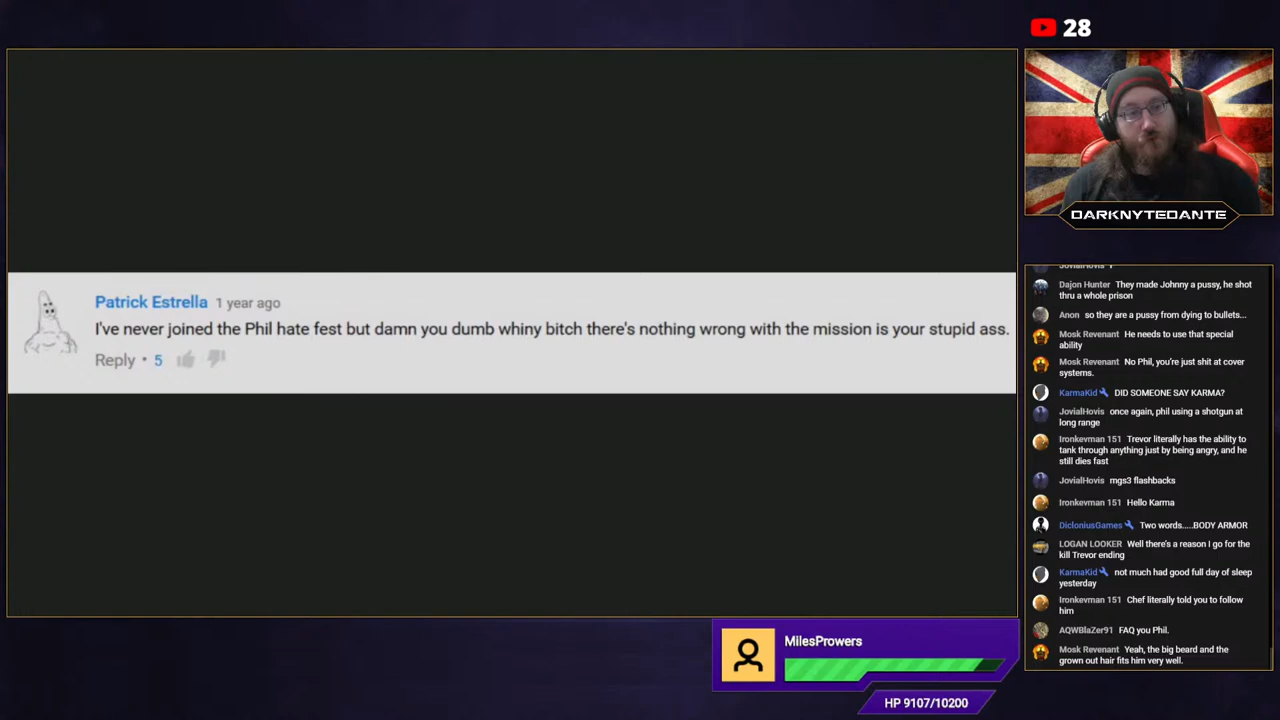 28
DARKNYTEDANTE
Patrick Estrella 1 year ago
I've never joined the Phil hate fest but damn you dumb whiny bitch there's nothing wrong with the mission is your stupid ass.
Reply • 5
Dajon Hunter They made Johnny a pussy, he shot
thru a whole prison
Anon so they are a pussy from dying to bullets...
Mosk Revenant He needs to use that special
ability
Mosk Revenant No Phil, you're just shit at cover
systems.
KarmaKid DID SOMEONE SAY KARMA?
JovialHovis once again, phil using a shotgun at
long range
Ironkevman 151 Trevor literally has the ability to
tank through anything just by being angry, and he
still dies fast
JovialHovis mgs3 flashbacks
Ironkevman 151 Hello Karma
DicloniusGames Two words.....BODY ARMOR
LOGAN LOOKER Well there's a reason I go for the
kill Trevor ending
KarmaKid not much had good full day of sleep
yesterday
Ironkevman 151 Chef literally told you to follow
him
AQWBlaZer91 FAQ you Phil.
Mosk Revenant Yeah, the big beard and the
grown out hair fits him very well.
MilesProwers
HP 9107/10200